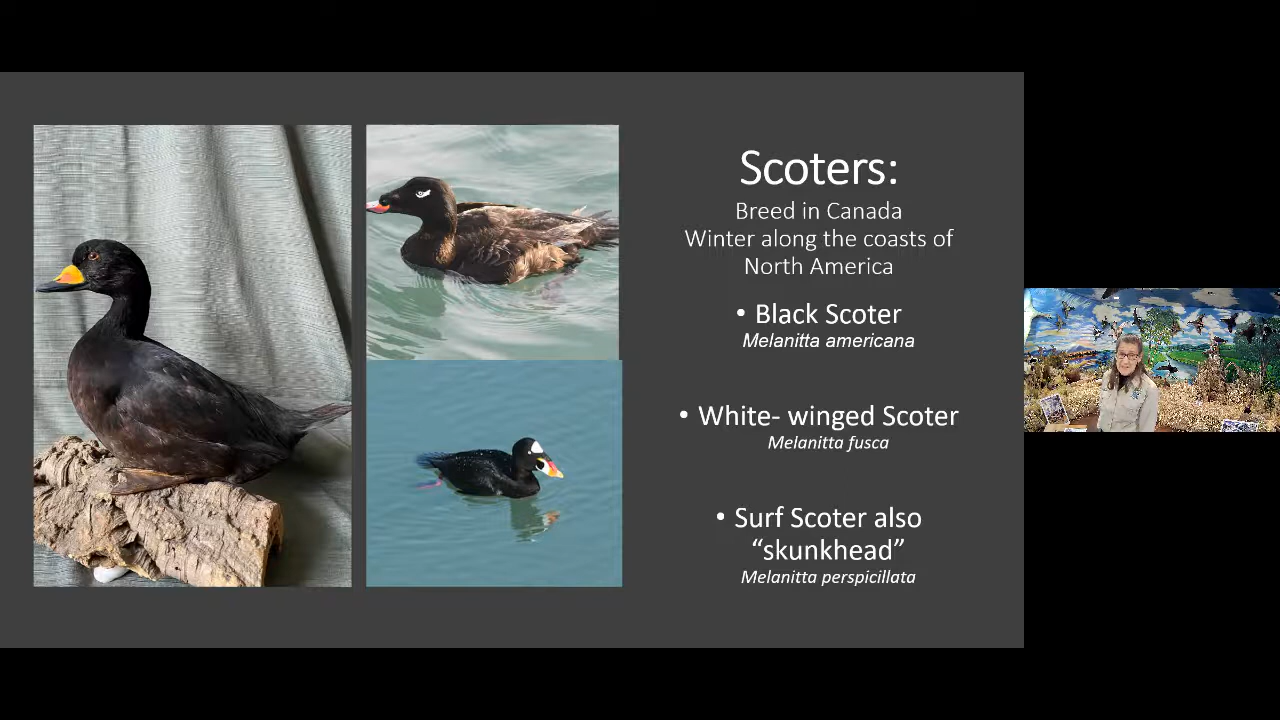 Scoters:
Breed in Canada
Winter along the coasts of
North America
• Black Scoter
Melanitta americana
• White- winged Scoter
Melanitta fusca
• Surf Scoter also
“skunkhead”
Melanitta perspicillata